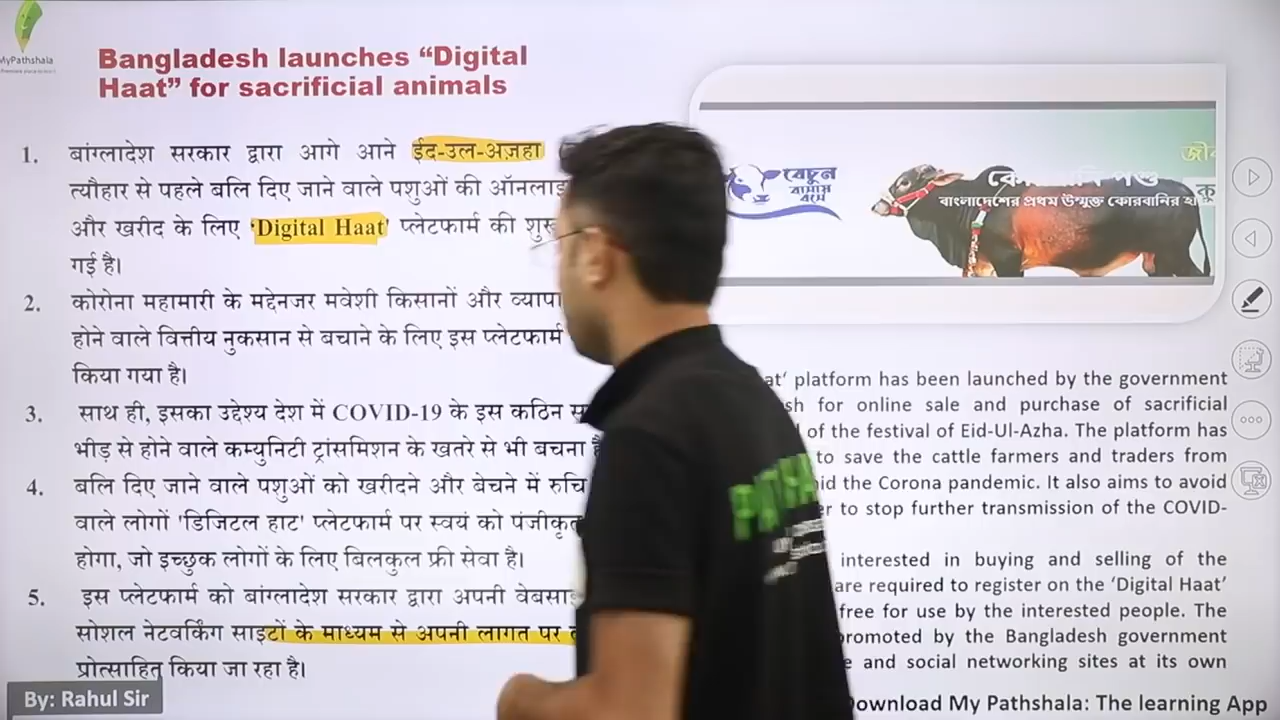 MyPathshala
Bangladesh launches “Digital
Haat” for sacrificial animals
1. बांग्लादेश सरकार द्वारा आगे आने ईद-उल-अज़हा
त्यौहार से पहले बलि दिए जाने वाले पशुओं की
और खरीद के लिए 'Digital Haat' प्लेटफार्म की
गई है।
2. कोरोना महामारी के मद्देनजर मवेशी किसानों और
होने वाले वित्तीय नुकसान से बचाने के लिए इस प्लेटफार्म
किया गया है।
3. साथ ही, इसका उद्देश्य देश में COVID-19 के इस कठिन
भीड़ से होने वाले कम्युनिटी ट्रांसमिशन के खतरे से भी बचना
4. बलि दिए जाने वाले पशुओं को खरीदने और बेचने में रुचि
वाले लोगों 'डिजिटल हाट' प्लेटफार्म पर स्वयं को
होगा, जो इच्छुक लोगों के लिए बिलकुल फ्री सेवा है।
5. इस प्लेटफार्म को बांग्लादेश सरकार द्वारा अपनी
सोशल नेटवर्किंग साइटों के माध्यम से अपनी लागत पर
प्रोत्साहित किया जा रहा है।
By: Rahul Sir
বেচুন
বাসায়
বসে
বাংলাদেশের প্রথম উন্মুক্ত কোরবানির
platform has been launched by the government
for online sale and purchase of sacrificial
of the festival of Eid-Ul-Azha. The platform has
to save the cattle farmers and traders from
the Corona pandemic. It also aims to avoid
to stop further transmission of the COVID-
interested in buying and selling of the
are required to register on the ‘Digital Haat’
free for use by the interested people. The
promoted by the Bangladesh government
and social networking sites at its own
Download My Pathshala: The learning App